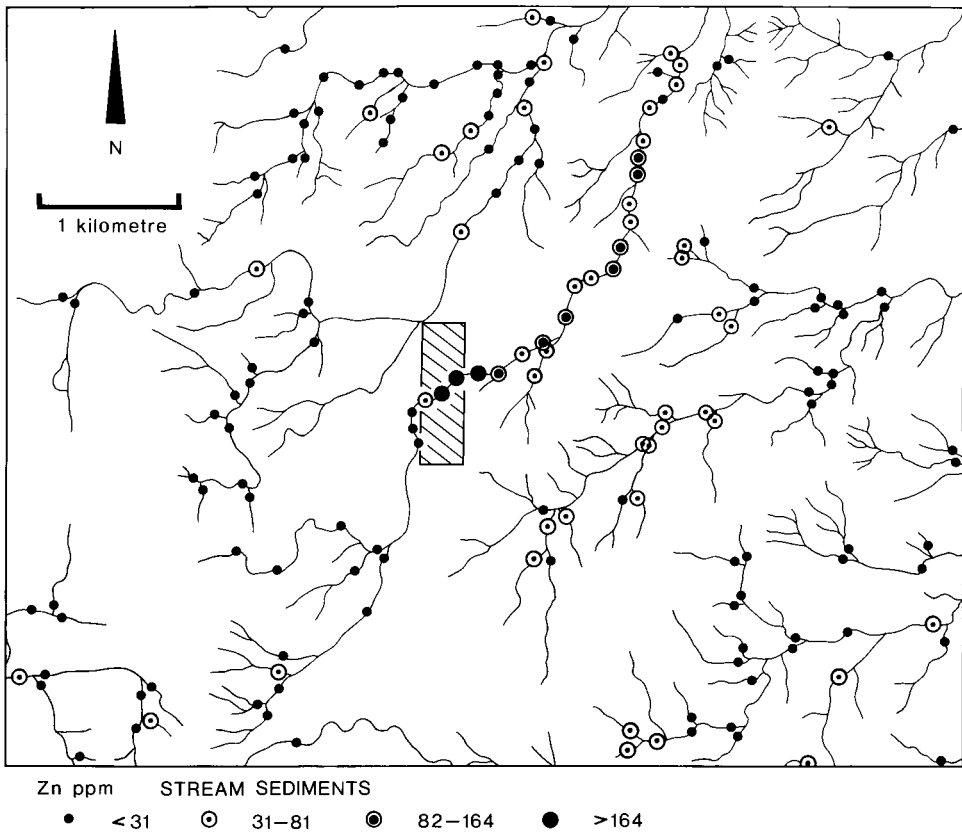 N
1 kilometre
Zn ppm STREAM SEDIMENTS
<31 31–81 82–164 >164